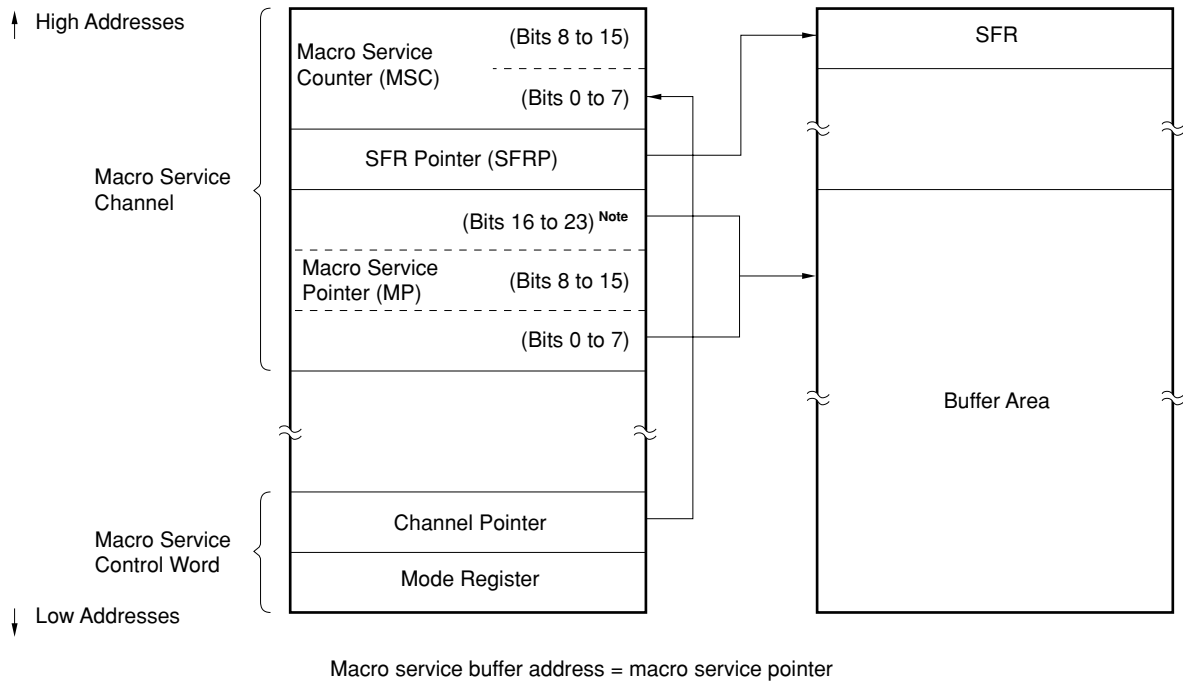 High Addresses
Macro Service
Channel
Macro Service
Control Word
Low Addresses
(Bits 8 to 15)
Macro Service
Counter (MSC)
(Bits 0 to 7)
SFR Pointer (SFRP)
(Bits 16 to 23) Note
Macro Service
Pointer (MP)
(Bits 8 to 15)
(Bits 0 to 7)
Channel Pointer
Mode Register
SFR
Buffer Area
Macro service buffer address = macro service pointer